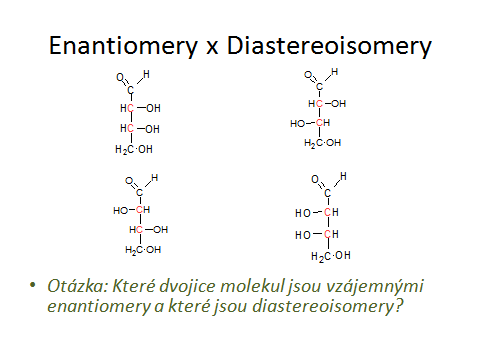 Enantiomery x Diastereoisomery
O H
C
HC OH
HC OH
H₂C·OH
O H
C
HC OH
HO CH
H₂C·OH
O H
C
HO CH
HC OH
H₂C·OH
O H
C
HO CH
HO CH
H₂C·OH
• Otázka: Které dvojice molekul jsou vzájemnými
enantiomery a které jsou diastereoisomery?